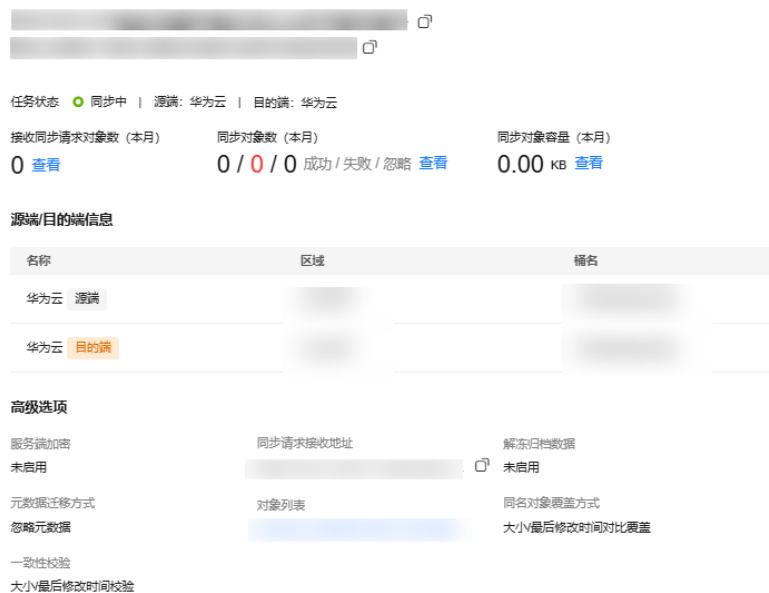 任务状态 同步中 | 源端: 华为云 | 目的端: 华为云
接收同步请求对象数（本月） 同步对象数（本月） 同步对象容量（本月）
0 查看 0 / 0 / 0 成功 / 失败 / 忽略 查看 0.00 KB 查看
源端/目的端信息
名称 区域 桶名
华为云 源端
华为云 目的端
高级选项
服务端加密 同步请求接收地址 解冻归档数据
未启用 未启用
元数据迁移方式 对象列表 同名对象覆盖方式
忽略元数据 大小/最后修改时间对比覆盖
一致性校验
大小/最后修改时间校验